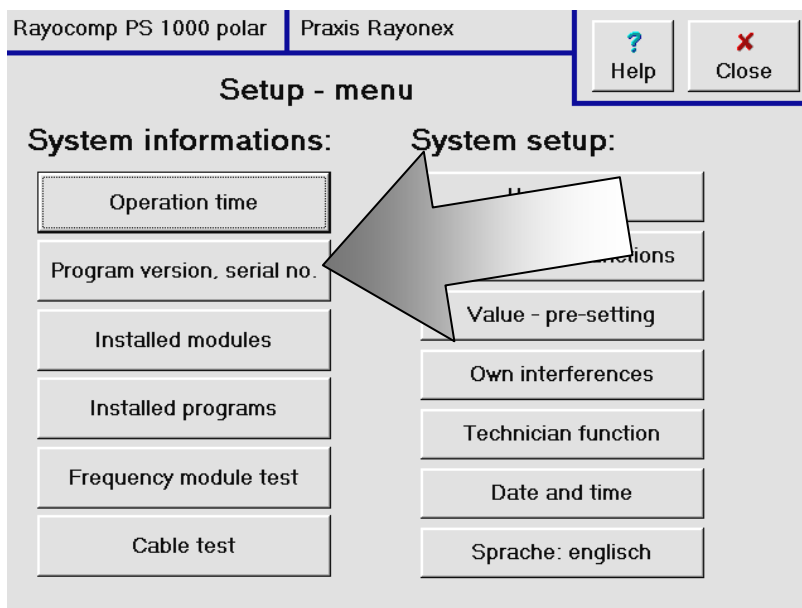 Rayocomp PS 1000 polar
Praxis Rayonex
?
Help
x
Close
Setup - menu
System informations:
Operation time
Program version, serial no.
Installed modules
Installed programs
Frequency module test
Cable test
System setup:
Value - pre-setting
Own interferences
Technician function
Date and time
Sprache: englisch